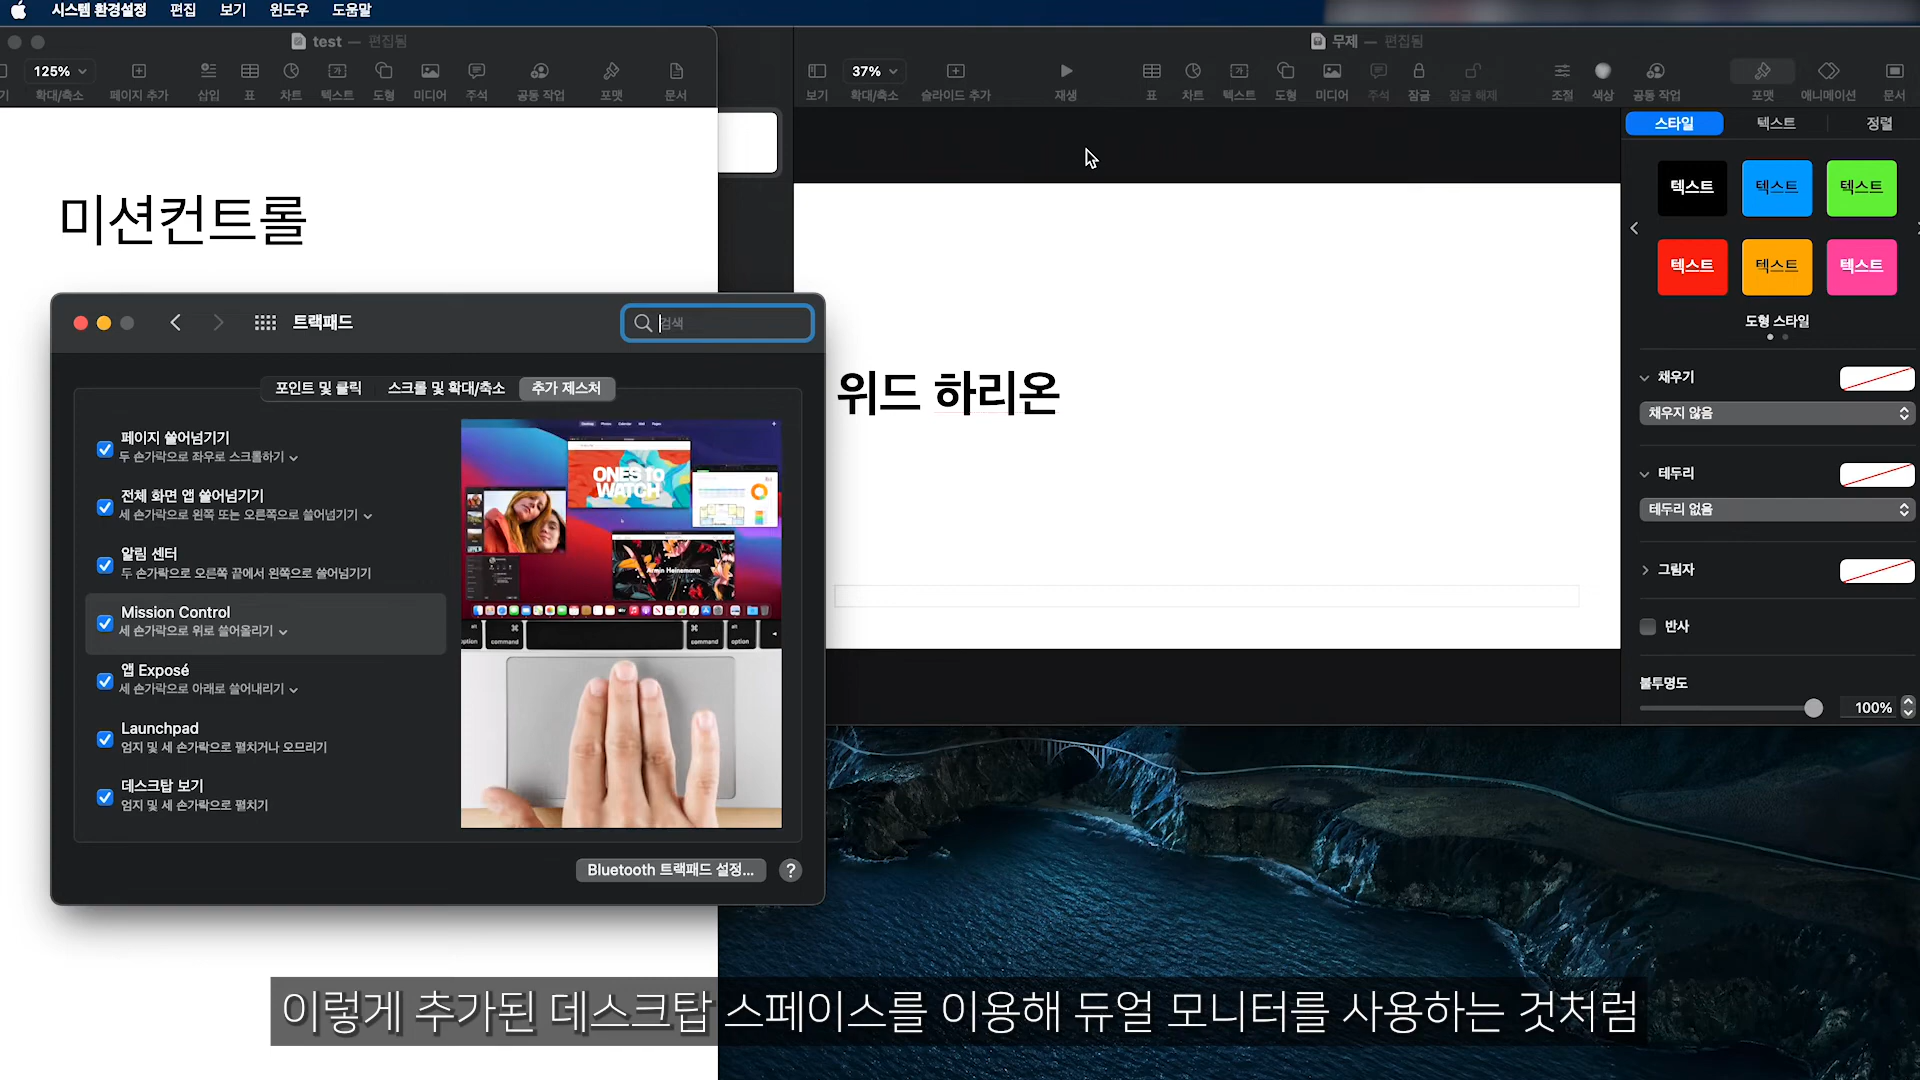 시스템 환경설정 편집 보기 윈도우 도움말
test — 편집됨
125%
확대/축소 페이지 추가 삽입 표 차트 텍스트 도형 미디어 주석 공동 작업 포맷 문서
무제 — 편집됨
37%
보기 확대/축소 슬라이드 추가 재생 표 차트 텍스트 도형 미디어 주석 잠금 잠금 해제 조절 색상 공동 작업 포맷 애니메이션 문서
스타일 텍스트 정렬
텍스트 텍스트 텍스트
텍스트 텍스트 텍스트
도형 스타일
채우기
채우지 않음
테두리
테두리 없음
그림자
반사
불투명도
100%
미션컨트롤
위드 하리온
트랙패드
검색
포인트 및 클릭 스크롤 및 확대/축소 추가 제스처
페이지 쓸어넘기기
두 손가락으로 좌우로 스크롤하기
전체 화면 앱 쓸어넘기기
세 손가락으로 왼쪽 또는 오른쪽으로 쓸어넘기기
알림 센터
두 손가락으로 오른쪽 끝에서 왼쪽으로 쓸어넘기기
Mission Control
세 손가락으로 위로 쓸어올리기
앱 Exposé
세 손가락으로 아래로 쓸어내리기
Launchpad
엄지 및 세 손가락으로 펼치거나 오므리기
데스크탑 보기
엄지 및 세 손가락으로 펼치기
ONES TO
WATCH
Armin Heinemann
command command option
Bluetooth 트랙패드 설정... ?
이렇게 추가된 데스크탑 스페이스를 이용해 듀얼 모니터를 사용하는 것처럼